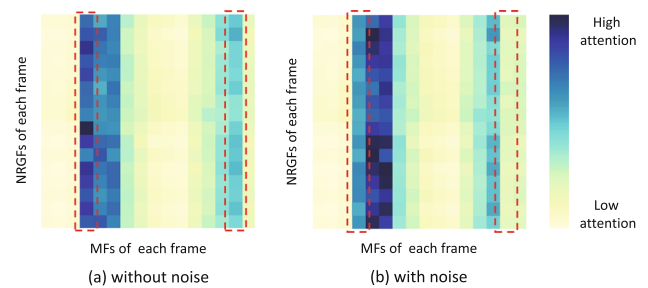 NRGFs of each frame
MFs of  each frame
(a) without noise
NRGFs of each frame
MFs of  each frame
(b) with noise
High
attention
Low
attention